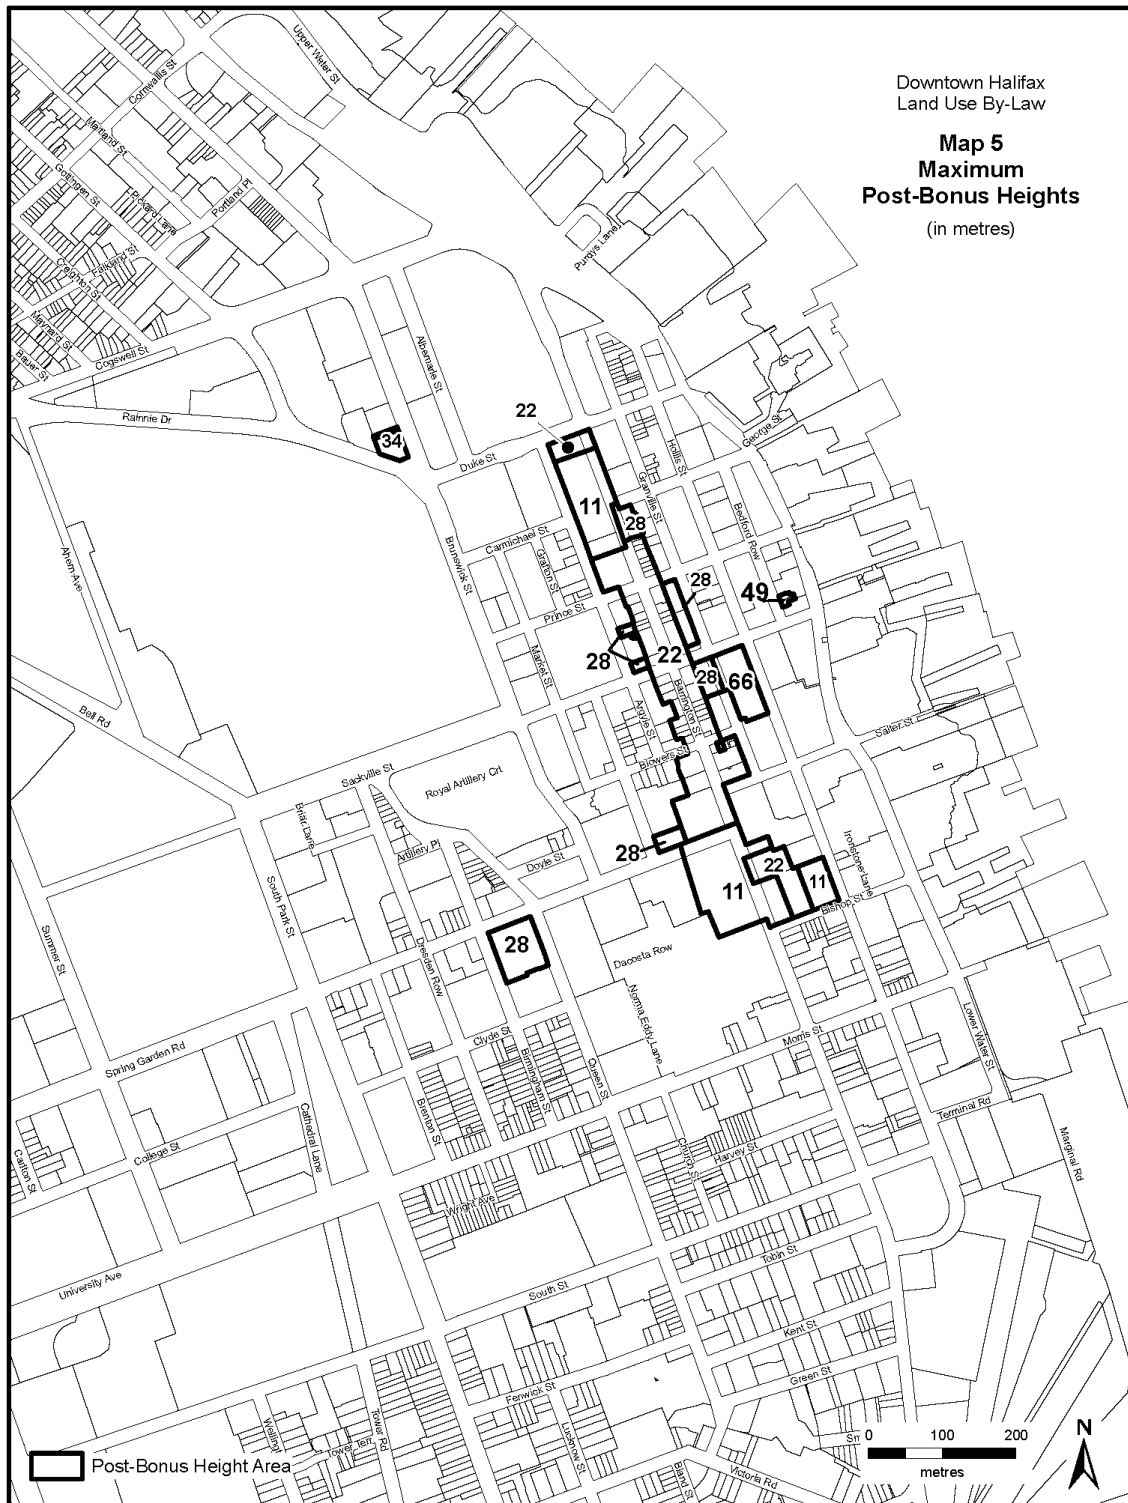 Downtown Halifax
Land Use By-Law
Map 5
Maximum
Post-Bonus Heights
(in metres)
Upper Water St
Cornwallis St
Maitland St
Gottingen St
Rickard Lane
Portland Pl
Falkland St
Creighton St
Maynard St
Bauer St
Cogswell St
Purdys Lane
Albemarle St
Rainnie Dr
22
34
Duke St
George St
Hollis St
Granville St
11
28
Bedford Row
Carmichael St
Grafton St
Brunswick St
Ahern Ave
28
49
Prince St
28
22
Market St
28
66
Barrington St
Argyle St
Bell Rd
Salter St
Blowers St
Sackville St
Royal Artillery Crt
Briar Lane
Artillery Pl
Doyle St
28
Ironstone Lane
22
11
11
Bishop St
South Park St
Summer St
28
Dresden Row
Dacosta Row
Norma Eddy Lane
Clyde St
Morris St
Lower Water St
Spring Garden Rd
Birmingham St
Queen St
Brenton St
Cathedral Lane
College St
Carlton St
Terminal Rd
Marginal Rd
Church St
Harvey St
Wright Ave
Tobin St
University Ave
South St
Kent St
Green St
Fenwick St
Tower Rd
Tower Terr
Lucknow St
Victoria Rd
Bland St
0 100 200
metres
N
Post-Bonus Height Area